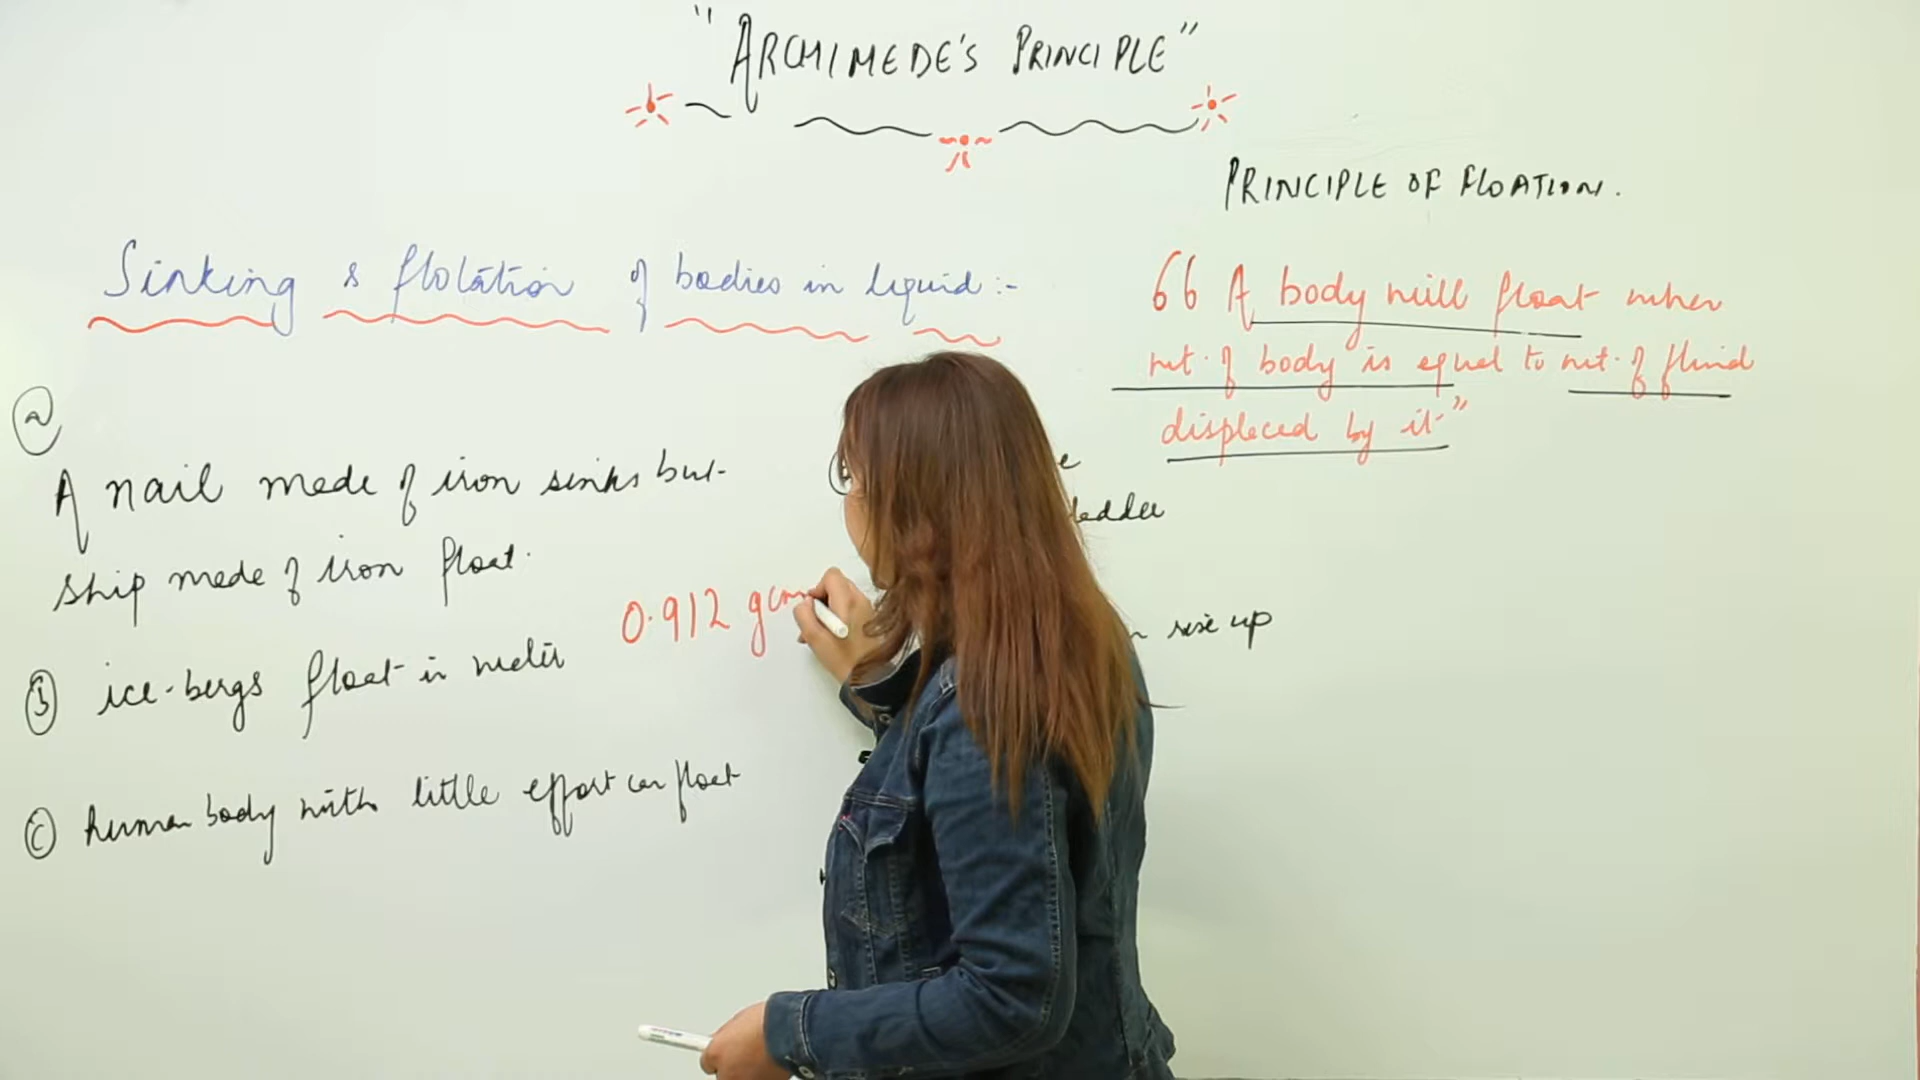 "ARCHIMEDE'S PRINCIPLE"
PRINCIPLE OF FLOATION.
Sinking & flotation of bodies in liquid :-
66 A body will float when
wt. of body is equal to wt. of fluid
displaced by it"
a
A nail made of iron sinks but
ship made of iron float.
0.912 gcm
b ice-bergs float in water
c human body with little effort can float
rise up